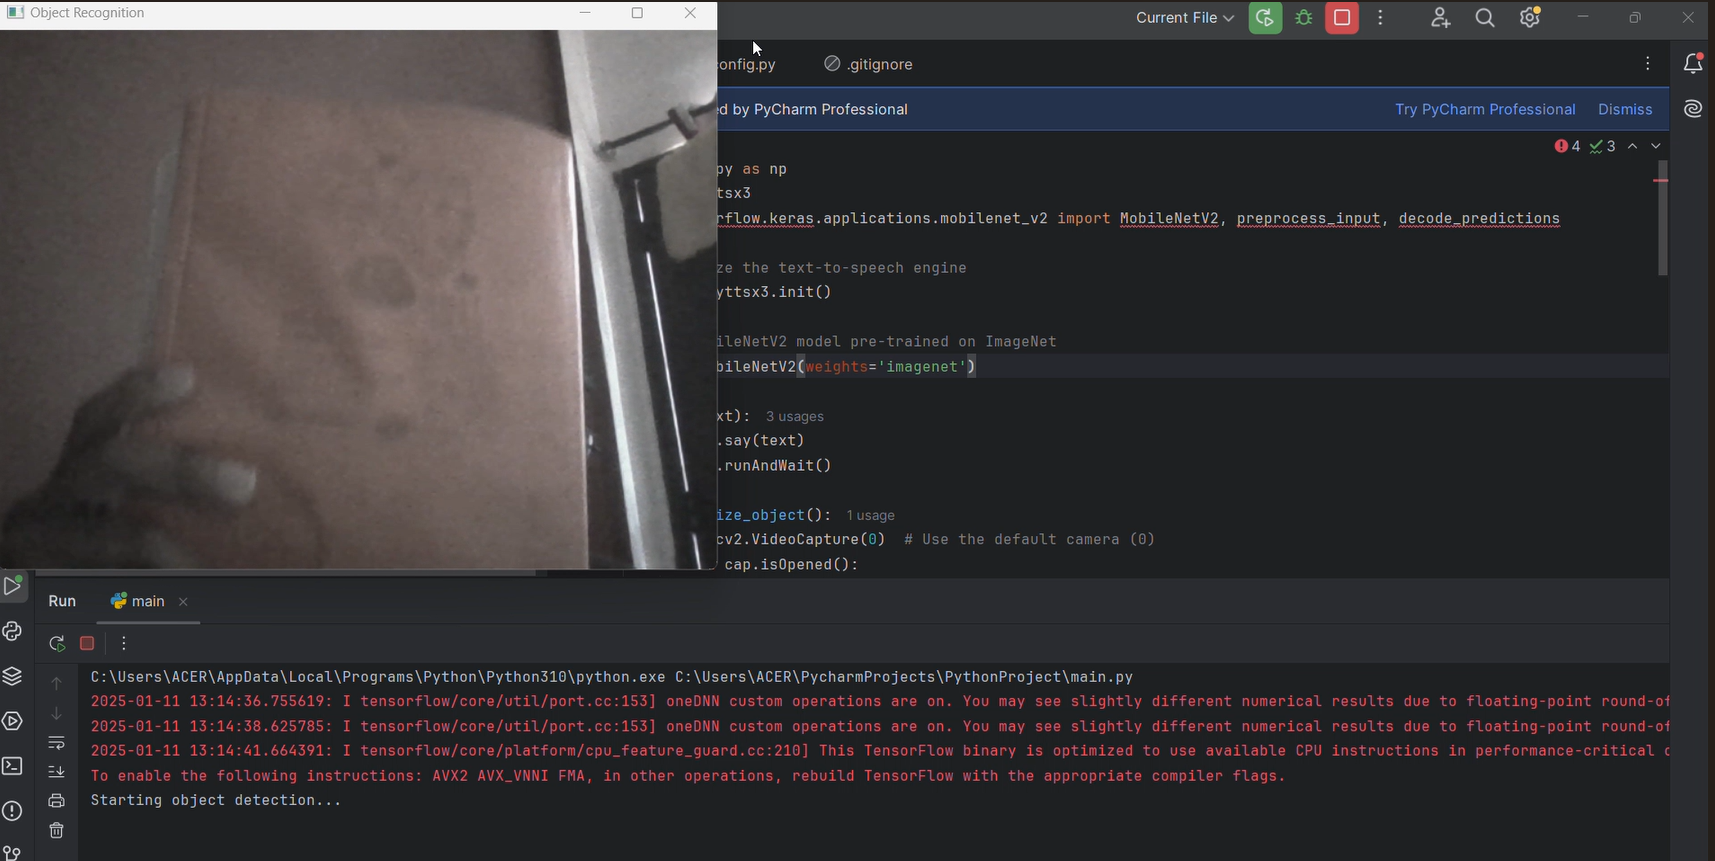 Object Recognition
Current File
onfig.py
.gitignore
ed by PyCharm Professional
Try PyCharm Professional
Dismiss
4 3
py as np
tsx3
rflow.keras.applications.mobilenet_v2 import MobileNetV2, preprocess_input, decode_predictions
ze the text-to-speech engine
yttsx3.init()
ileNetV2 model pre-trained on ImageNet
bileNetV2(weights='imagenet')
xt): 3 usages
.say(text)
.runAndWait()
ize_object(): 1 usage
cv2.VideoCapture(0) # Use the default camera (0)
cap.isOpened():
Run
main
C:\Users\ACER\AppData\Local\Programs\Python\Python310\python.exe C:\Users\ACER\PycharmProjects\PythonProject\main.py
2025-01-11 13:14:36.755619: I tensorflow/core/util/port.cc:153] oneDNN custom operations are on. You may see slightly different numerical results due to floating-point round-of
2025-01-11 13:14:38.625785: I tensorflow/core/util/port.cc:153] oneDNN custom operations are on. You may see slightly different numerical results due to floating-point round-of
2025-01-11 13:14:41.664391: I tensorflow/core/platform/cpu_feature_guard.cc:210] This TensorFlow binary is optimized to use available CPU instructions in performance-critical o
To enable the following instructions: AVX2 AVX_VNNI FMA, in other operations, rebuild TensorFlow with the appropriate compiler flags.
Starting object detection...